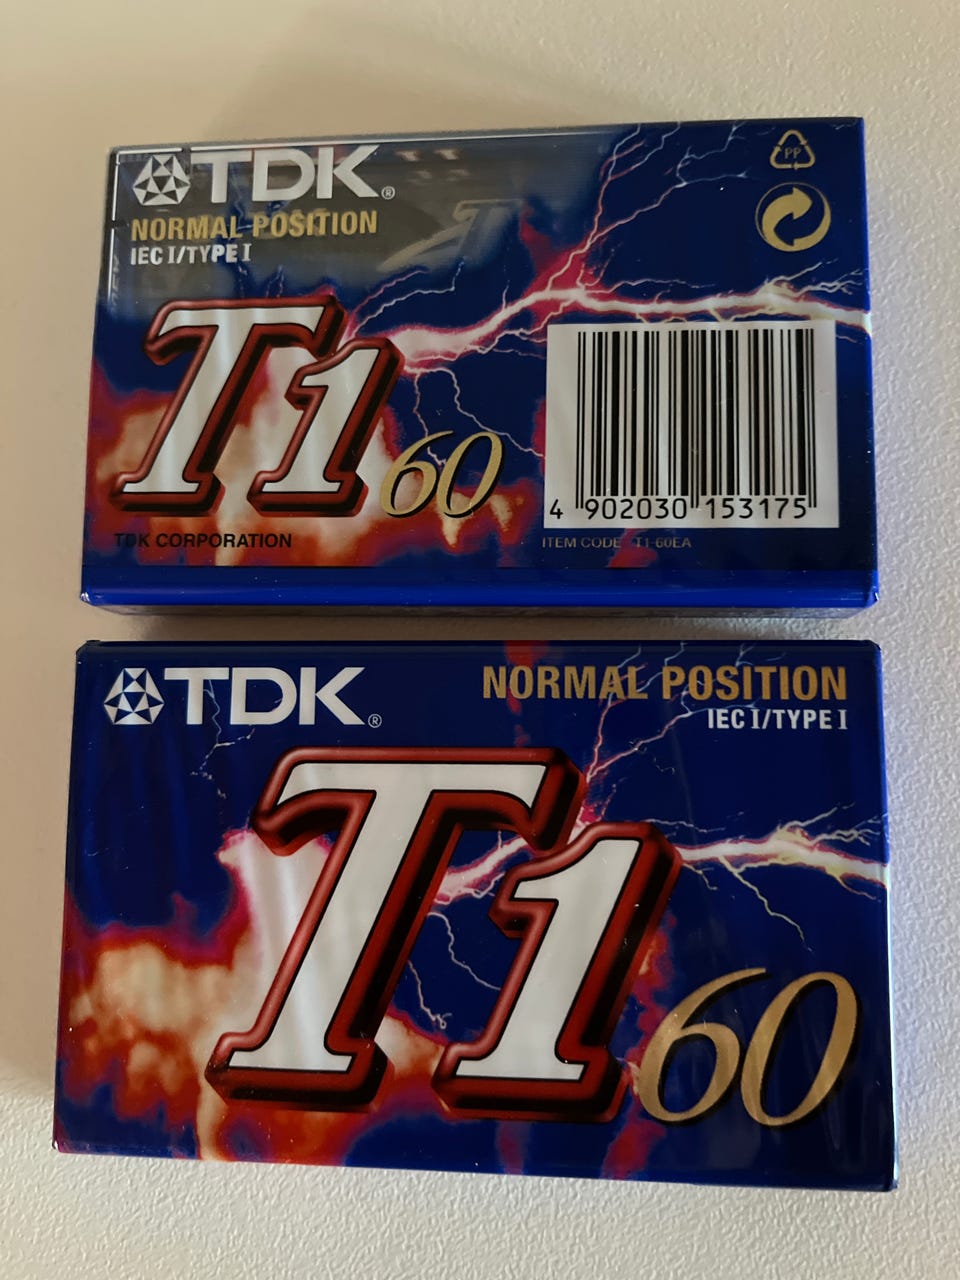 TDK®
NORMAL POSITION
IEC I/TYPE I
PP
T1 60
4 902030 153175
TDK CORPORATION
ITEM CODE T1-60EA
TDK®
NORMAL POSITION
IEC I/TYPE I
T1 60